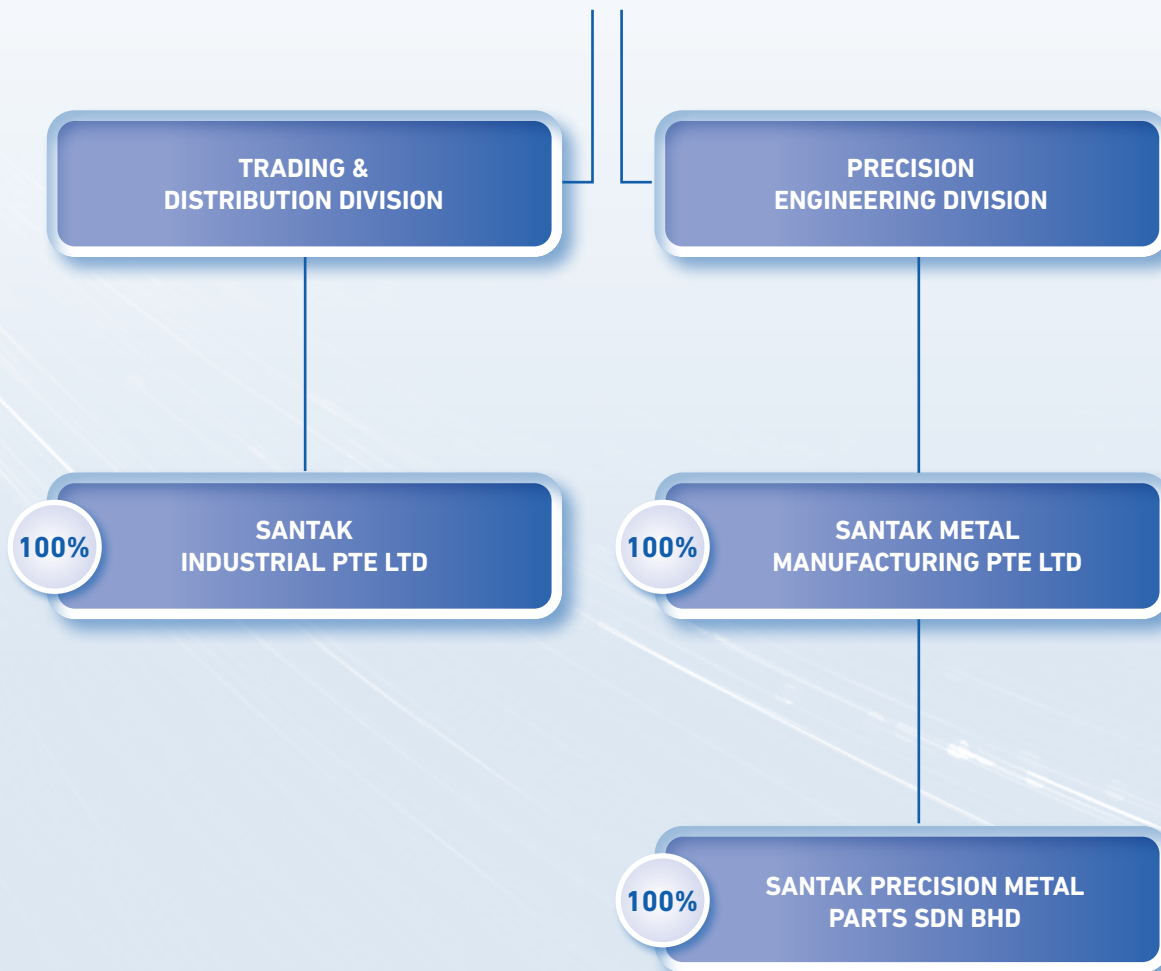 TRADING &
DISTRIBUTION DIVISION
PRECISION
ENGINEERING DIVISION
100%
SANTAK
INDUSTRIAL PTE LTD
100%
SANTAK METAL
MANUFACTURING PTE LTD
100%
SANTAK PRECISION METAL
PARTS SDN BHD